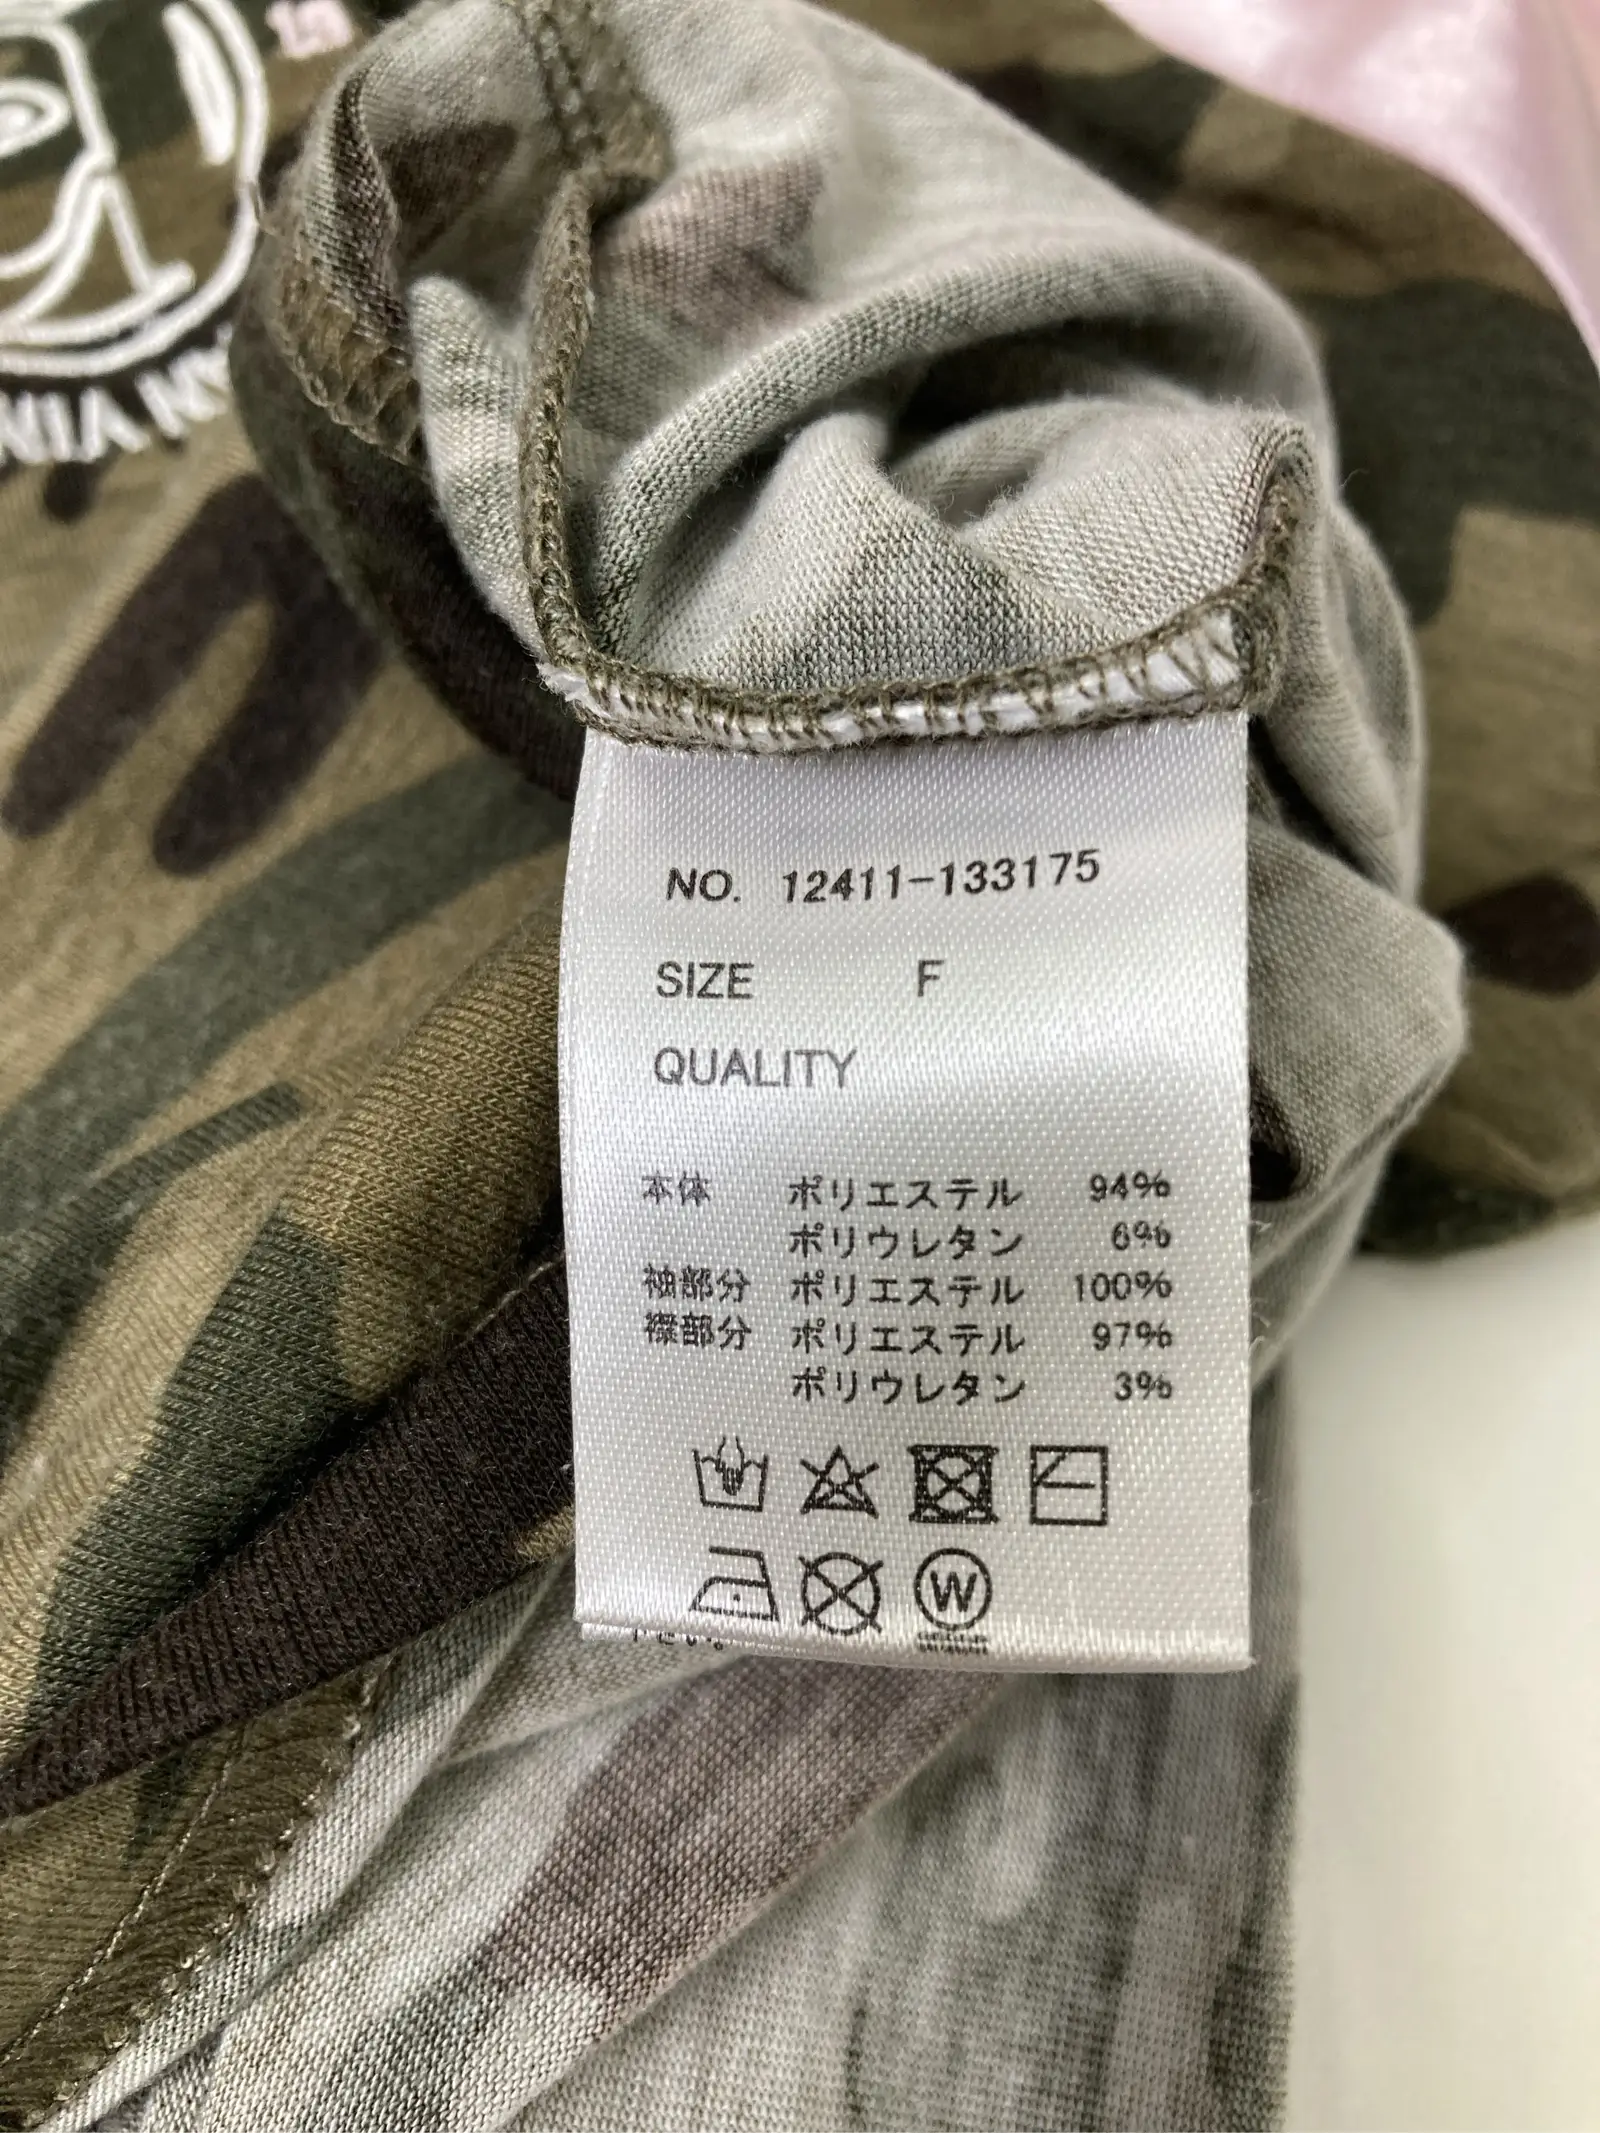 NO. 12411-133175
SIZE F
QUALITY
本体 ポリエステル 94%
ポリウレタン 6%
袖部分 ポリエステル 100%
襟部分 ポリエステル 97%
ポリウレタン 3%
W